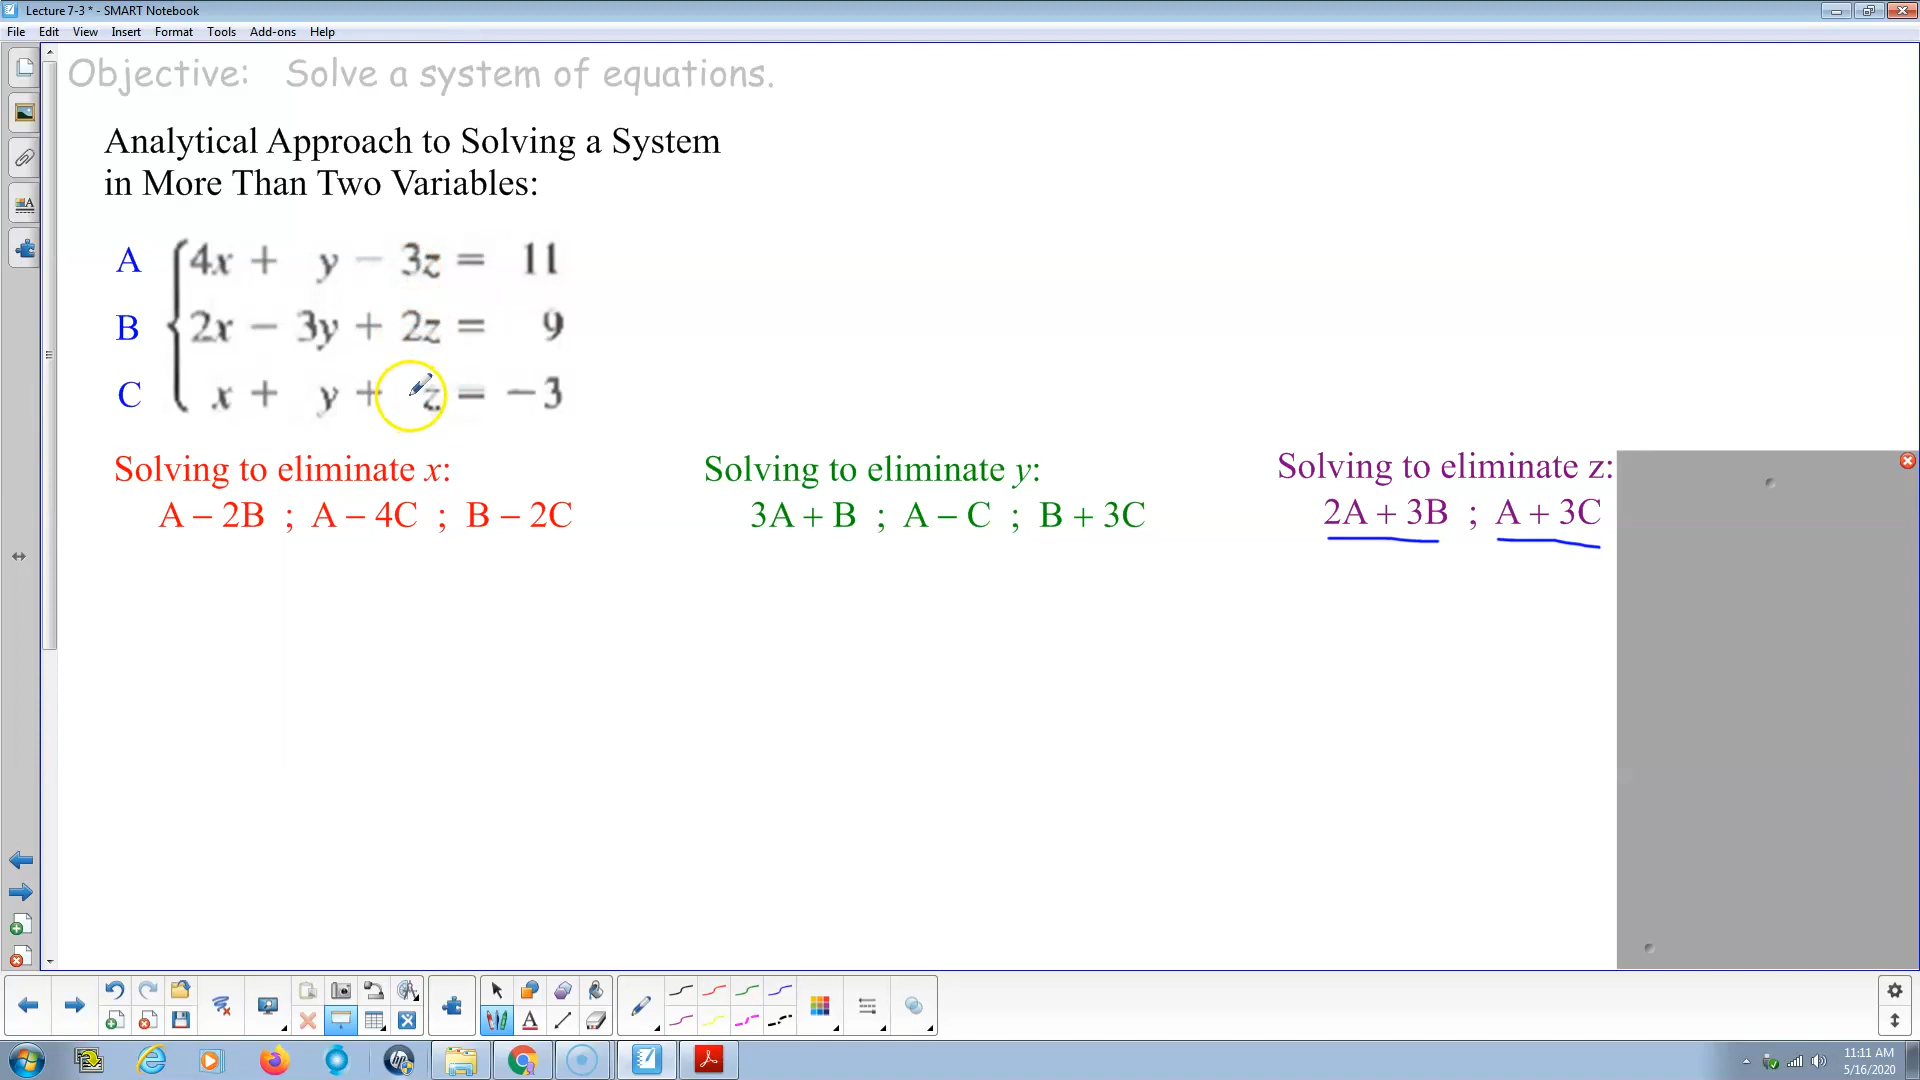 Lecture 7-3 * - SMART Notebook
File Edit View Insert Format Tools Add-ons Help
Objective: Solve a system of equations.
Analytical Approach to Solving a System
in More Than Two Variables:
A 4x + y − 3z = 11
B 2x − 3y + 2z = 9
C x + y + z = −3
Solving to eliminate x:
A − 2B ; A − 4C ; B − 2C
Solving to eliminate y:
3A + B ; A − C ; B + 3C
Solving to eliminate z:
2A + 3B ; A + 3C
11:11 AM
5/16/2020